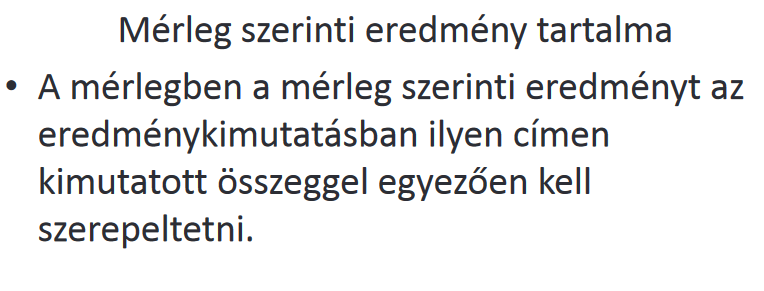 Mérleg szerinti eredmény tartalma
• A mérlegben a mérleg szerinti eredményt az
eredménykimutatásban ilyen címen
kimutatott összeggel egyezően kell
szerepeltetni.